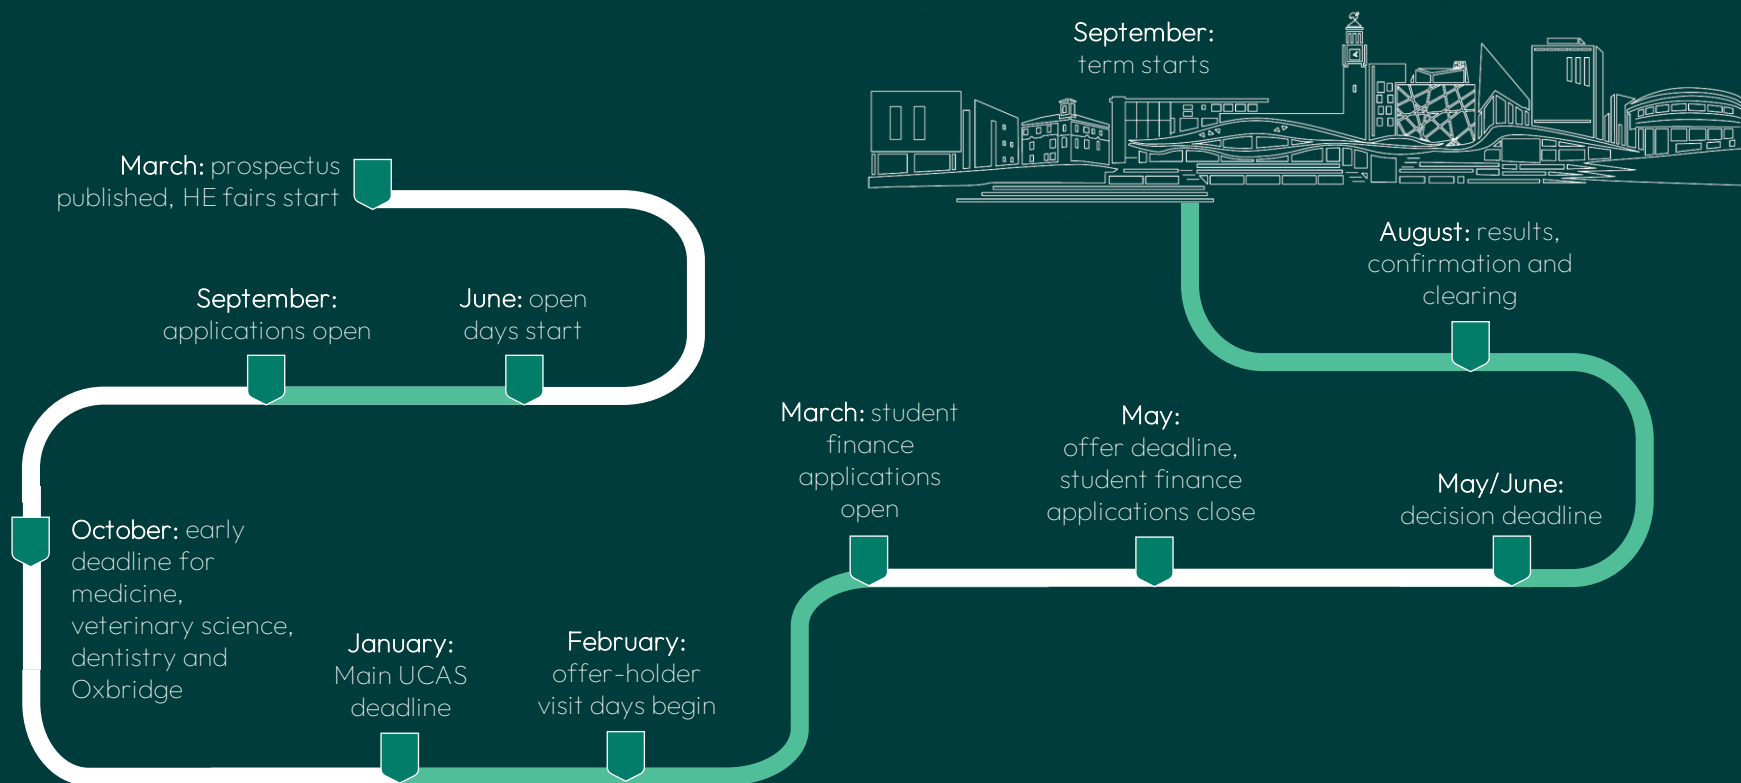 March: prospectus
published, HE fairs start
June: open
days start
September:
applications open
October: early
deadline for
medicine,
veterinary science,
dentistry and
Oxbridge
January:
Main UCAS
deadline
February:
offer-holder
visit days begin
March: student
finance
applications
open
May:
offer deadline,
student finance
applications close
May/June:
decision deadline
August: results,
confirmation and
clearing
September:
term starts